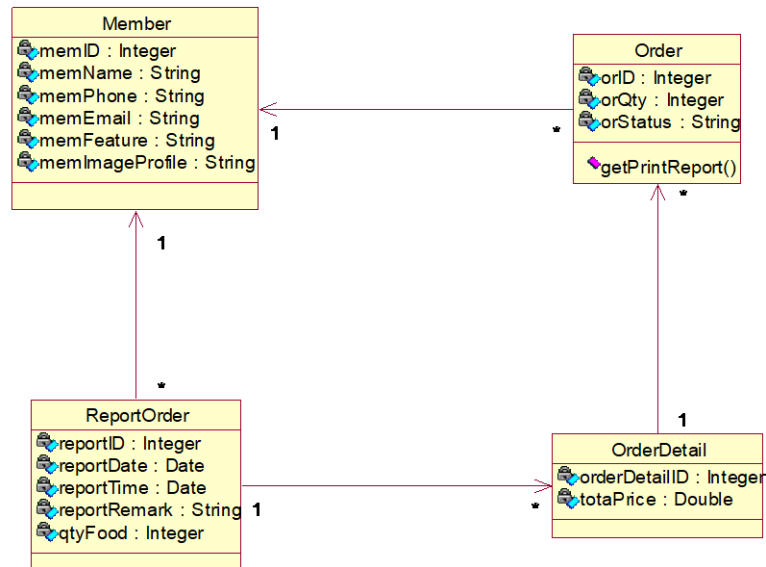 Member
memID : Integer
memName : String
memPhone : String
memEmail : String
memFeature : String
memImageProfile : String
Order
orID : Integer
orQty : Integer
orStatus : String
getPrintReport()
1
*
*
1
*
1
ReportOrder
reportID : Integer
reportDate : Date
reportTime : Date
reportRemark : String
qtyFood : Integer
1
*
OrderDetail
orderDetailID : Integer
totaPrice : Double